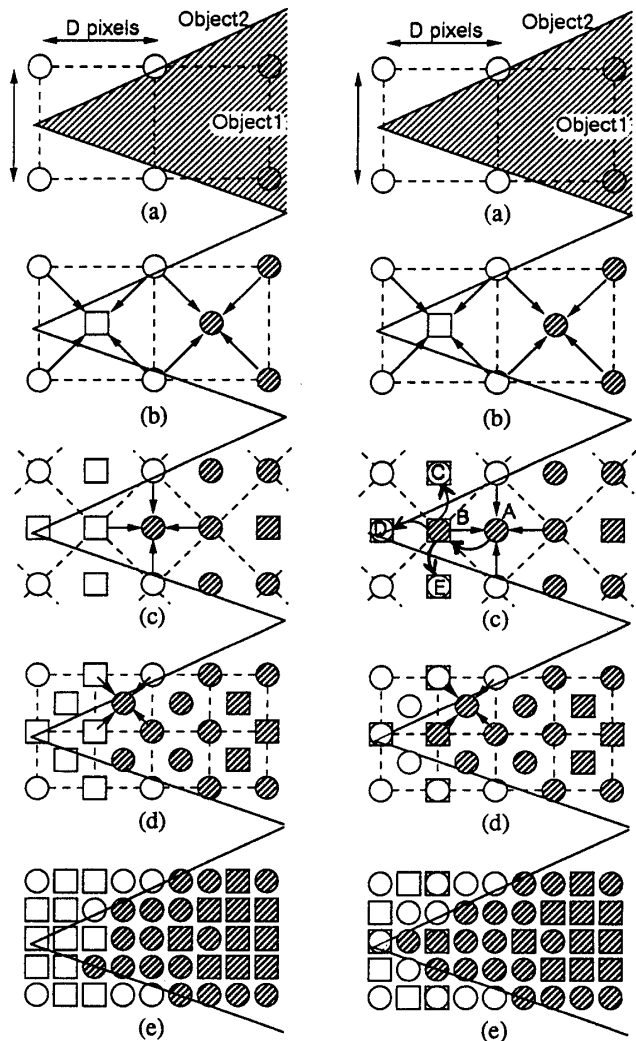 Object2
D pixels
Object1
(a)
(b)
(c)
(d)
(e)
Object2
D pixels
Object1
(a)
(b)
C
D
B
A
E
(c)
(d)
(e)